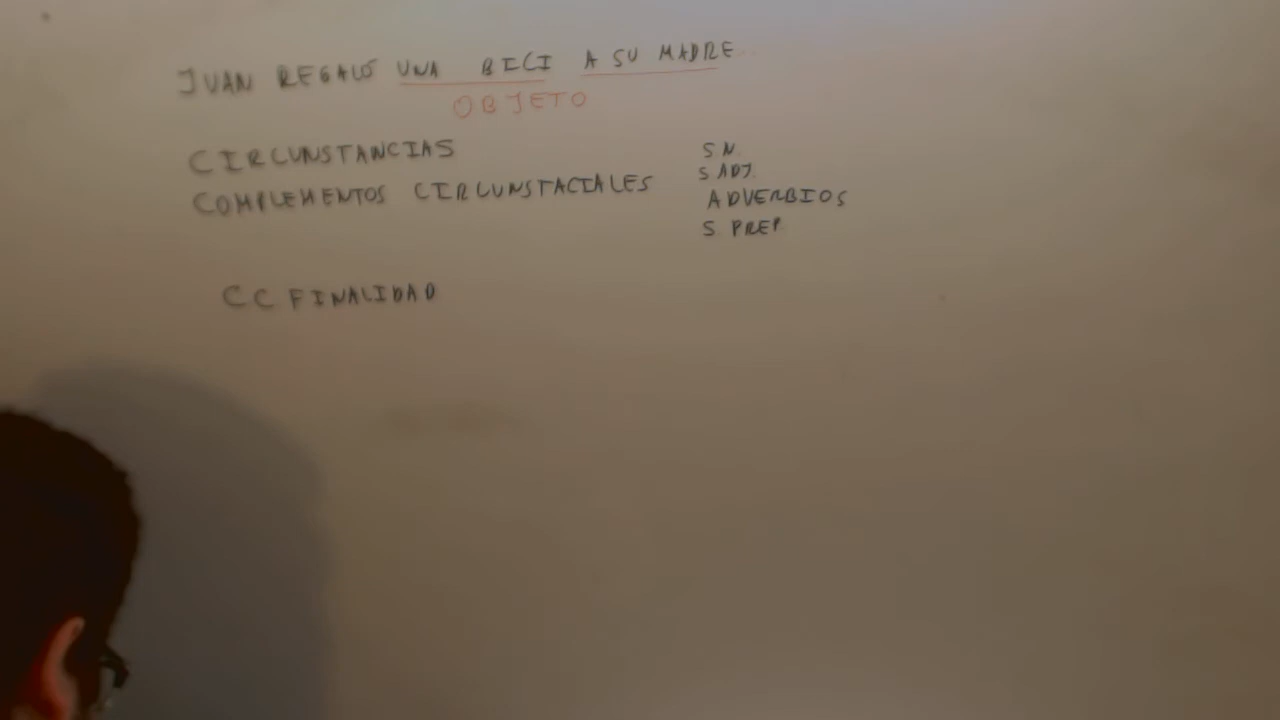 JUAN REGALÓ UNA BICI A SU MADRE.
OBJETO
CIRCUNSTANCIAS
COMPLEMENTOS CIRCUNSTACIALES
S N.
S ADJ.
ADVERBIOS
S PREP.
CC FINALIDAD